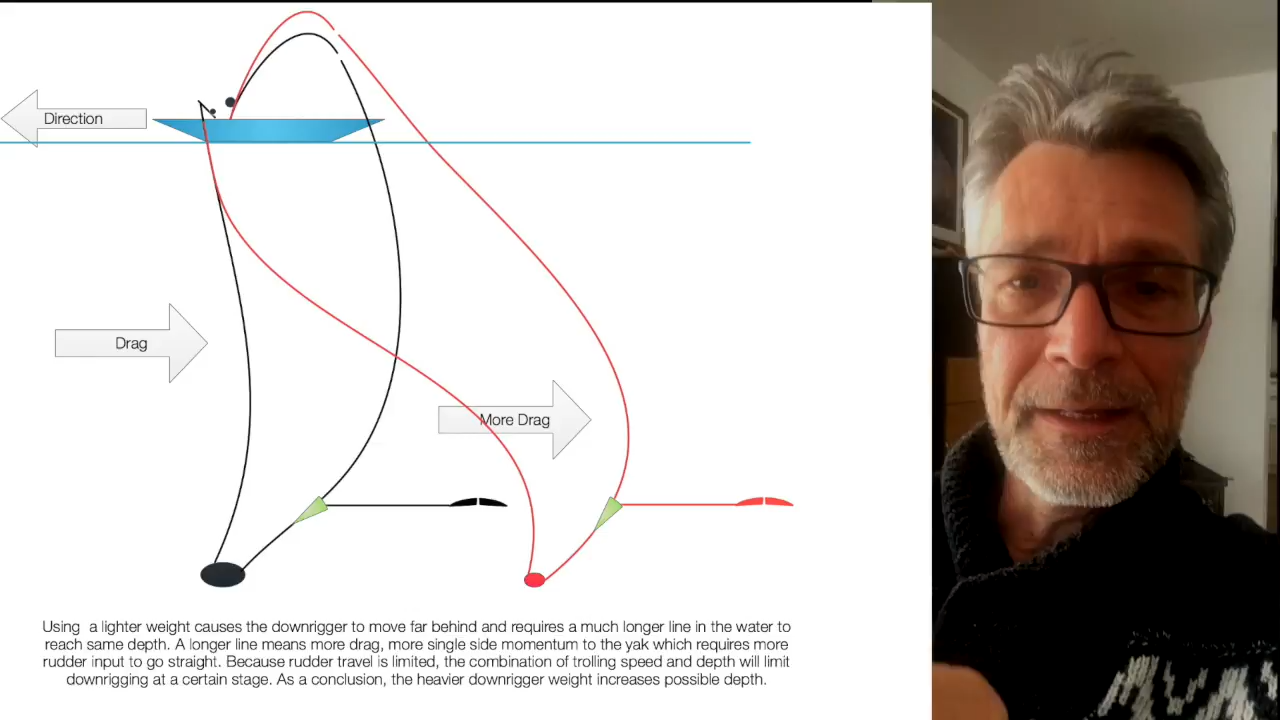 Direction
Drag
More Drag
Using a lighter weight causes the downrigger to move far behind and requires a much longer line in the water to
reach same depth. A longer line means more drag, more single side momentum to the yak which requires more
rudder input to go straight. Because rudder travel is limited, the combination of trolling speed and depth will limit
downrigging at a certain stage. As a conclusion, the heavier downrigger weight increases possible depth.